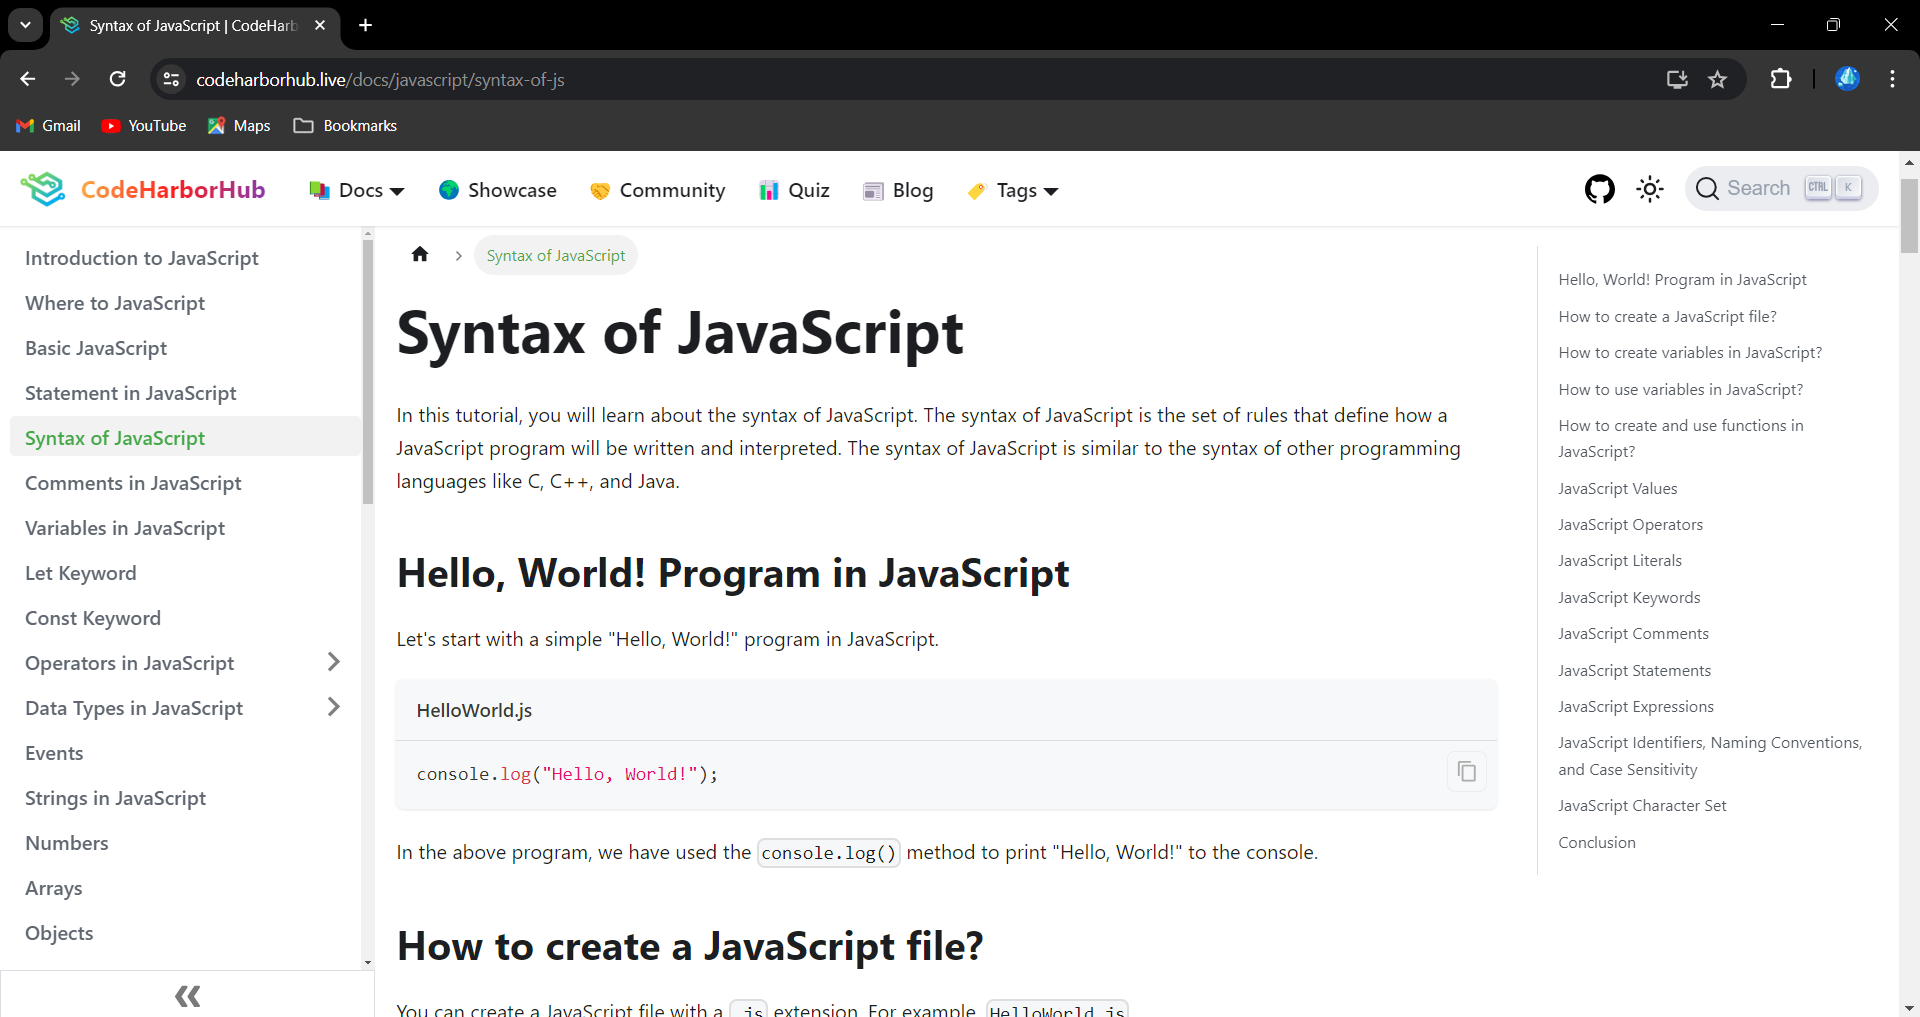 Syntax of JavaScript | CodeHarb
codeharborhub.live/docs/javascript/syntax-of-js
Gmail
YouTube
Maps
Bookmarks
CodeHarborHub
Docs
Showcase
Community
Quiz
Blog
Tags
Search
CTRL
K
Introduction to JavaScript
Where to JavaScript
Basic JavaScript
Statement in JavaScript
Syntax of JavaScript
Comments in JavaScript
Variables in JavaScript
Let Keyword
Const Keyword
Operators in JavaScript
Data Types in JavaScript
Events
Strings in JavaScript
Numbers
Arrays
Objects
Syntax of JavaScript
Syntax of JavaScript
In this tutorial, you will learn about the syntax of JavaScript. The syntax of JavaScript is the set of rules that define how a
JavaScript program will be written and interpreted. The syntax of JavaScript is similar to the syntax of other programming
languages like C, C++, and Java.
Hello, World! Program in JavaScript
Let's start with a simple "Hello, World!" program in JavaScript.
HelloWorld.js
console.log("Hello, World!");
In the above program, we have used the console.log() method to print "Hello, World!" to the console.
How to create a JavaScript file?
You can create a JavaScript file with a .js extension. For example, HelloWorld.js
Hello, World! Program in JavaScript
How to create a JavaScript file?
How to create variables in JavaScript?
How to use variables in JavaScript?
How to create and use functions in
JavaScript?
JavaScript Values
JavaScript Operators
JavaScript Literals
JavaScript Keywords
JavaScript Comments
JavaScript Statements
JavaScript Expressions
JavaScript Identifiers, Naming Conventions,
and Case Sensitivity
JavaScript Character Set
Conclusion